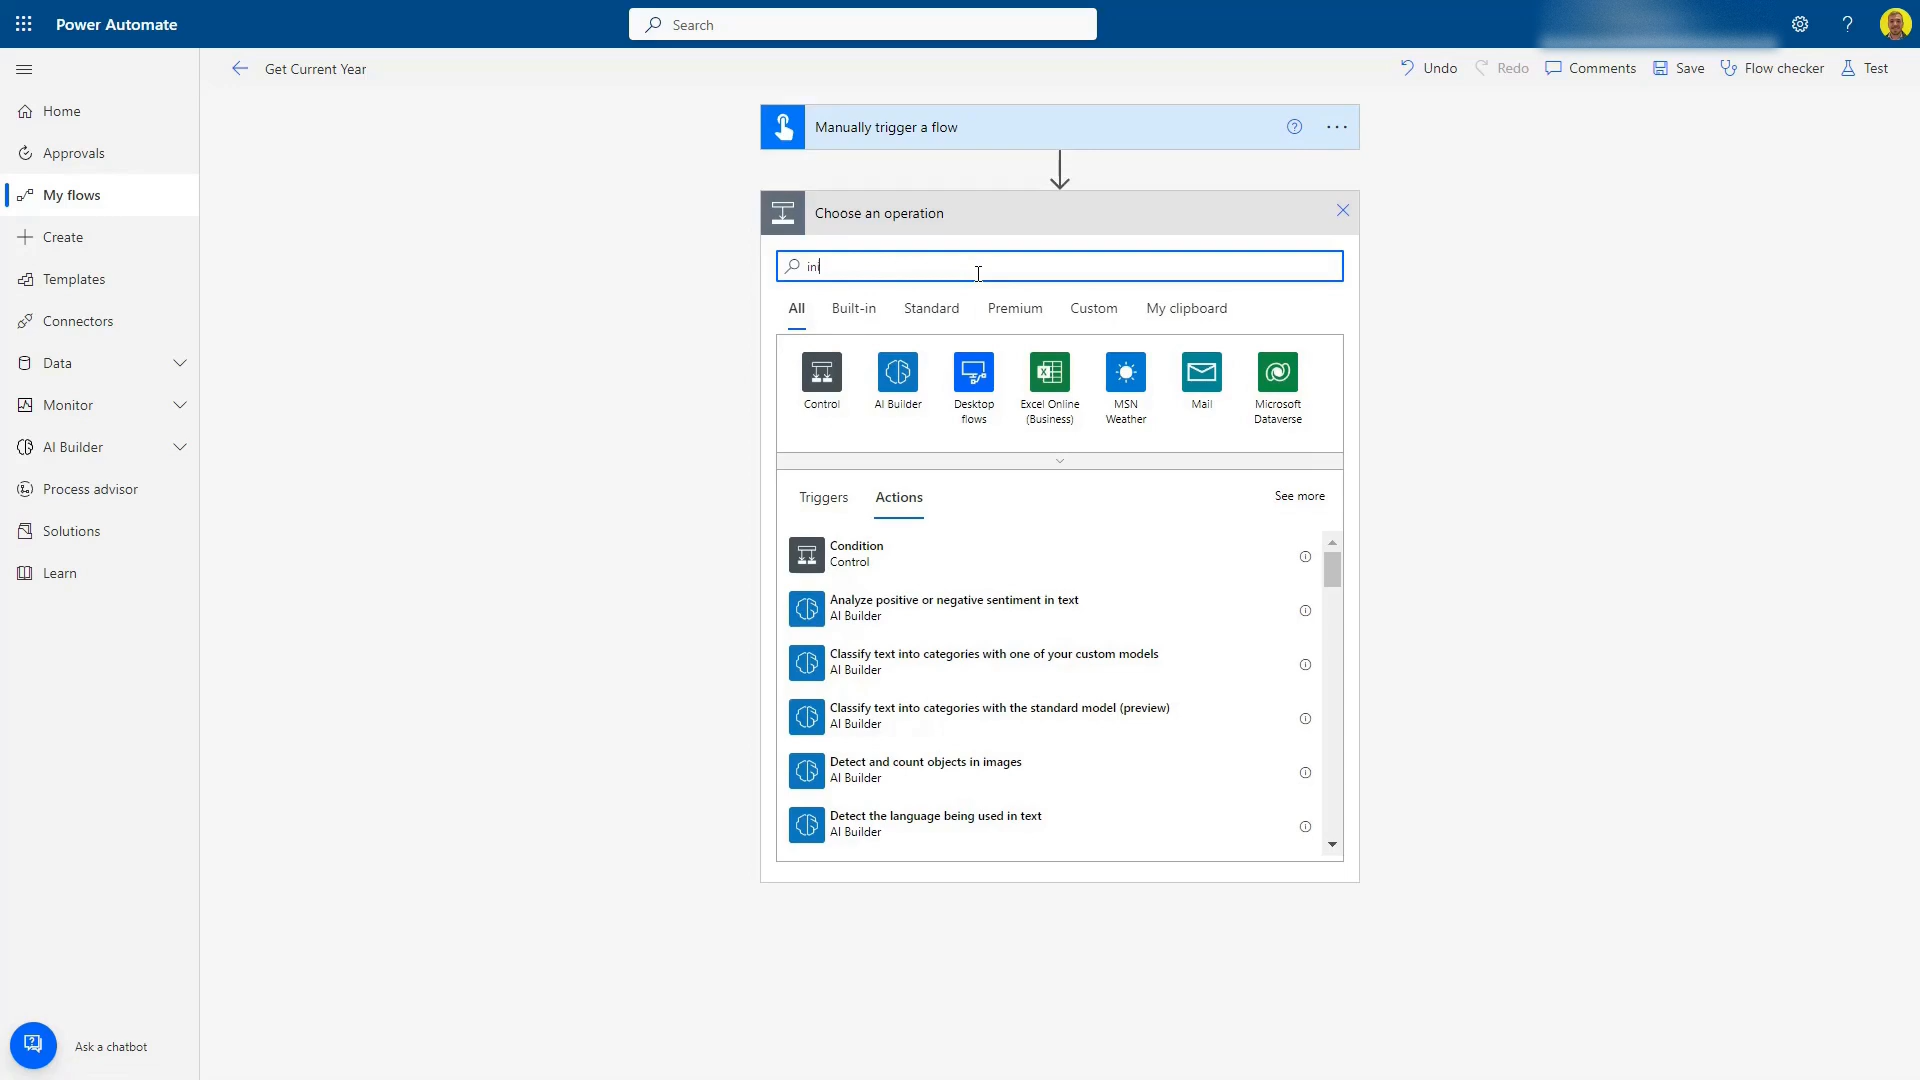 Power Automate
Search
Get Current Year
Undo
Redo
Comments
Save
Flow checker
Test
Home
Approvals
My flows
Create
Templates
Connectors
Data
Monitor
AI Builder
Process advisor
Solutions
Learn
Ask a chatbot
Manually trigger a flow
Choose an operation
ini
All
Built-in
Standard
Premium
Custom
My clipboard
Control
AI Builder
Desktop
flows
Excel Online
(Business)
MSN
Weather
Mail
Microsoft
Dataverse
Triggers
Actions
See more
Condition
Control
Analyze positive or negative sentiment in text
AI Builder
Classify text into categories with one of your custom models
AI Builder
Classify text into categories with the standard model (preview)
AI Builder
Detect and count objects in images
AI Builder
Detect the language being used in text
AI Builder